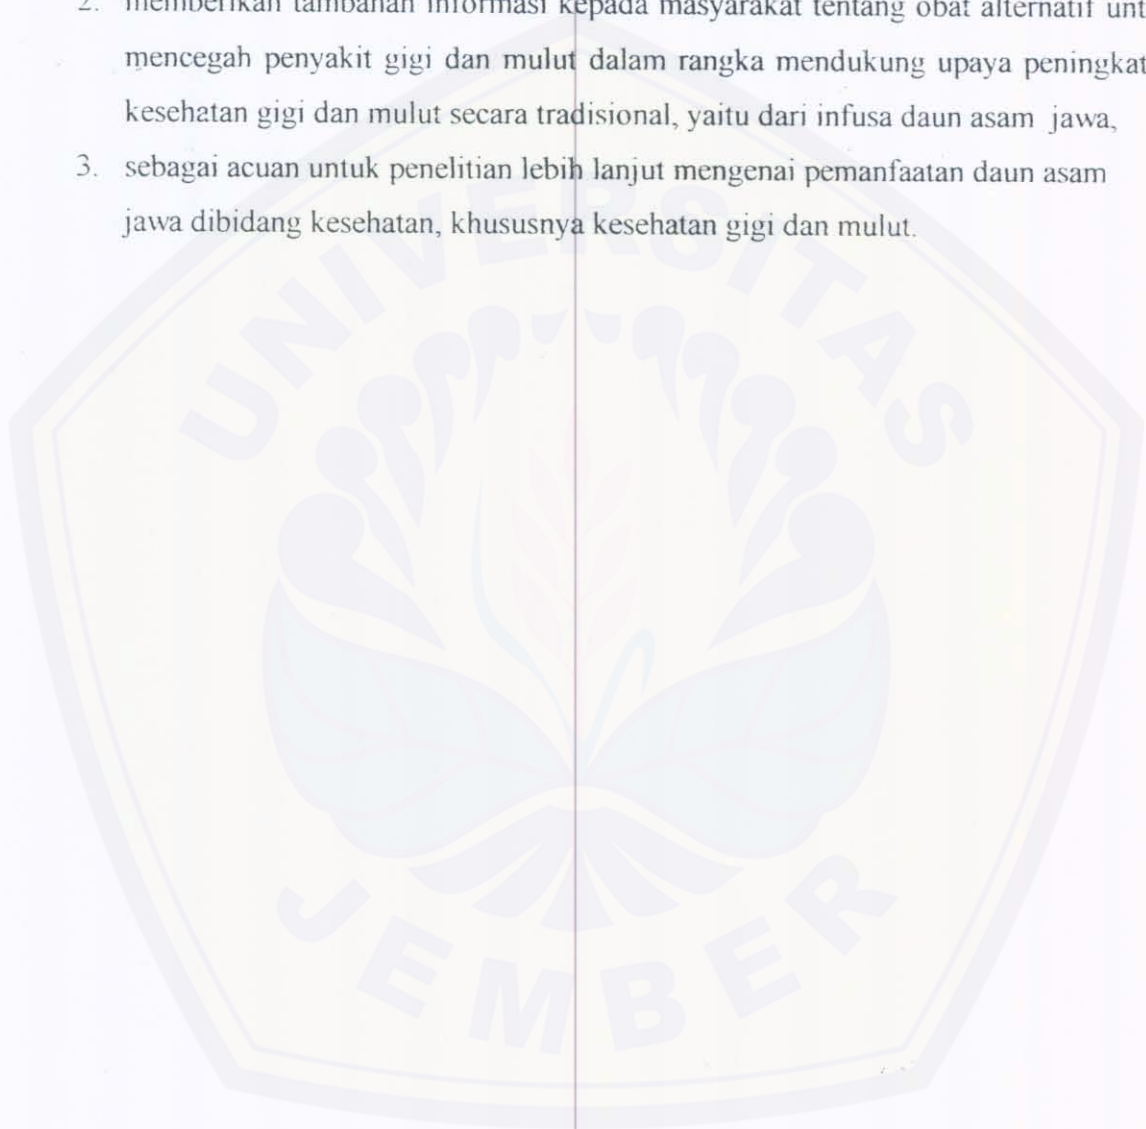 2. memberikan tambahan informasi kepada masyarakat tentang obat alternatif unt
mencegah penyakit gigi dan mulut dalam rangka mendukung upaya peningkat
kesehatan gigi dan mulut secara tradisional, yaitu dari infusa daun asam jawa,
3. sebagai acuan untuk penelitian lebih lanjut mengenai pemanfaatan daun asam
jawa dibidang kesehatan, khususnya kesehatan gigi dan mulut.
UNIVERSITAS
JEMBER